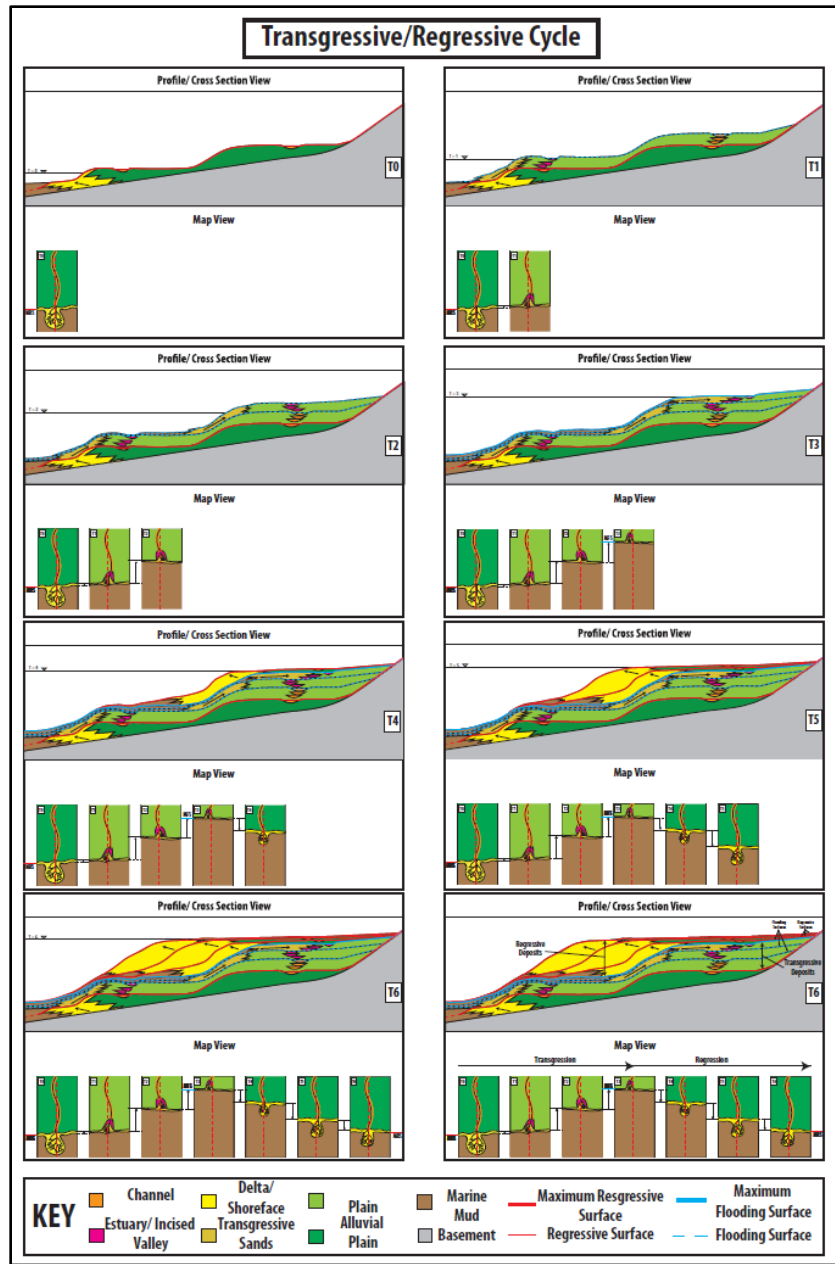 Transgressive/Regressive Cycle
Profile/ Cross Section View
T0
Map View
Profile/ Cross Section View
T1
Map View
Profile/ Cross Section View
T2
Map View
Profile/ Cross Section View
T3
Map View
Profile/ Cross Section View
T4
Map View
Profile/ Cross Section View
T5
Map View
Profile/ Cross Section View
T6
Map View
Profile/ Cross Section View
Regressive
Deposits
Transgressive
Deposits
T6
Map View
Transgression
Regression
KEY
Channel
Estuary/ Incised
Valley
Delta/
Shoreface
Transgressive
Sands
Plain
Alluvial
Plain
Marine
Mud
Basement
Maximum Resgressive
Surface
Regressive Surface
Maximum
Flooding Surface
Flooding Surface